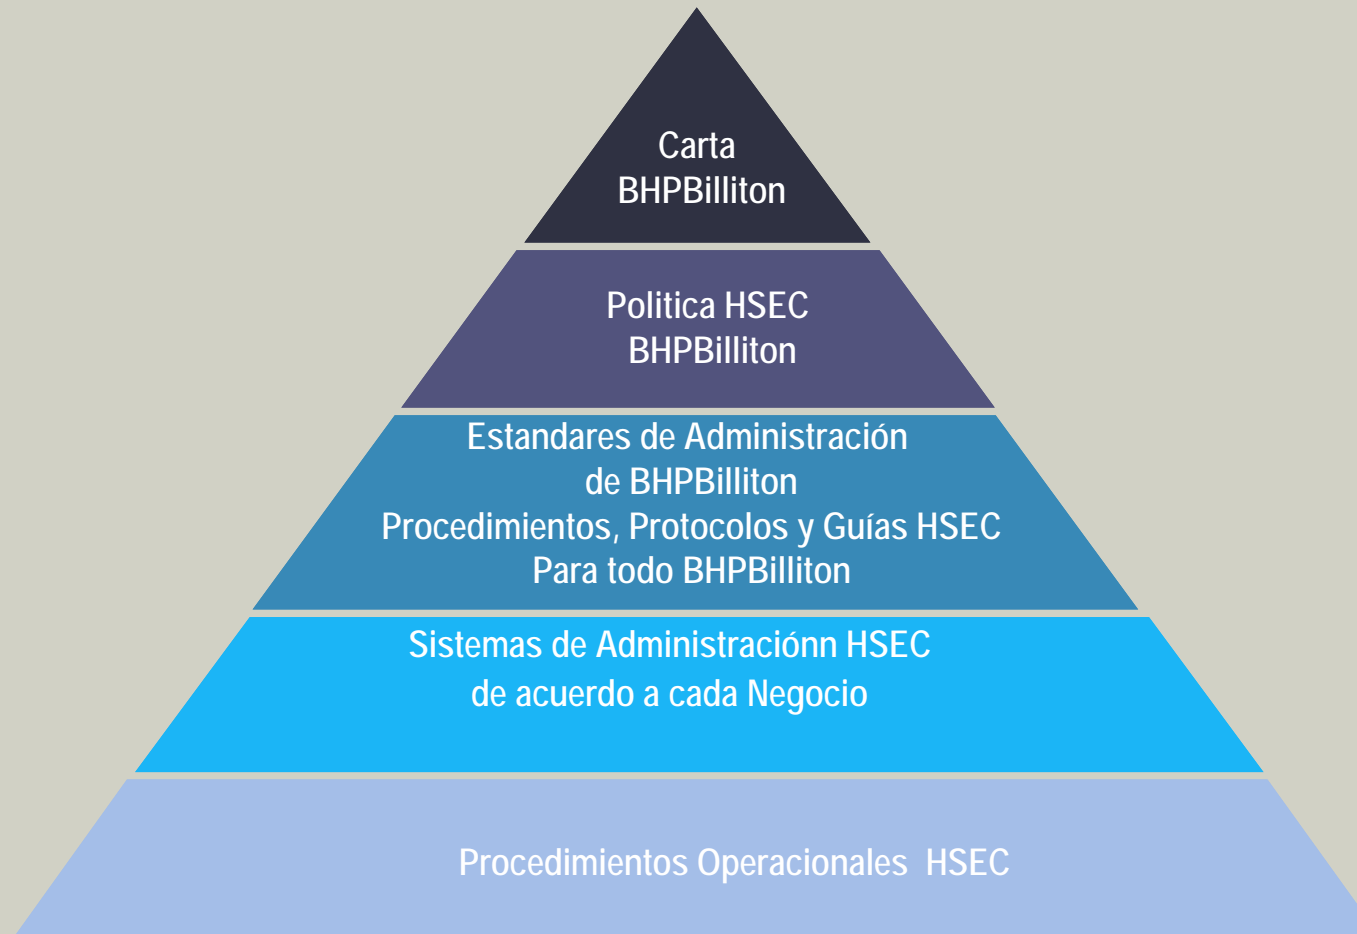 Carta
BHPBilliton
Politica HSEC
BHPBilliton
Estandares de Administración
de BHPBilliton
Procedimientos, Protocolos y Guías HSEC
Para todo BHPBilliton
Sistemas de Administraciónn HSEC
de acuerdo a cada Negocio
Procedimientos Operacionales  HSEC